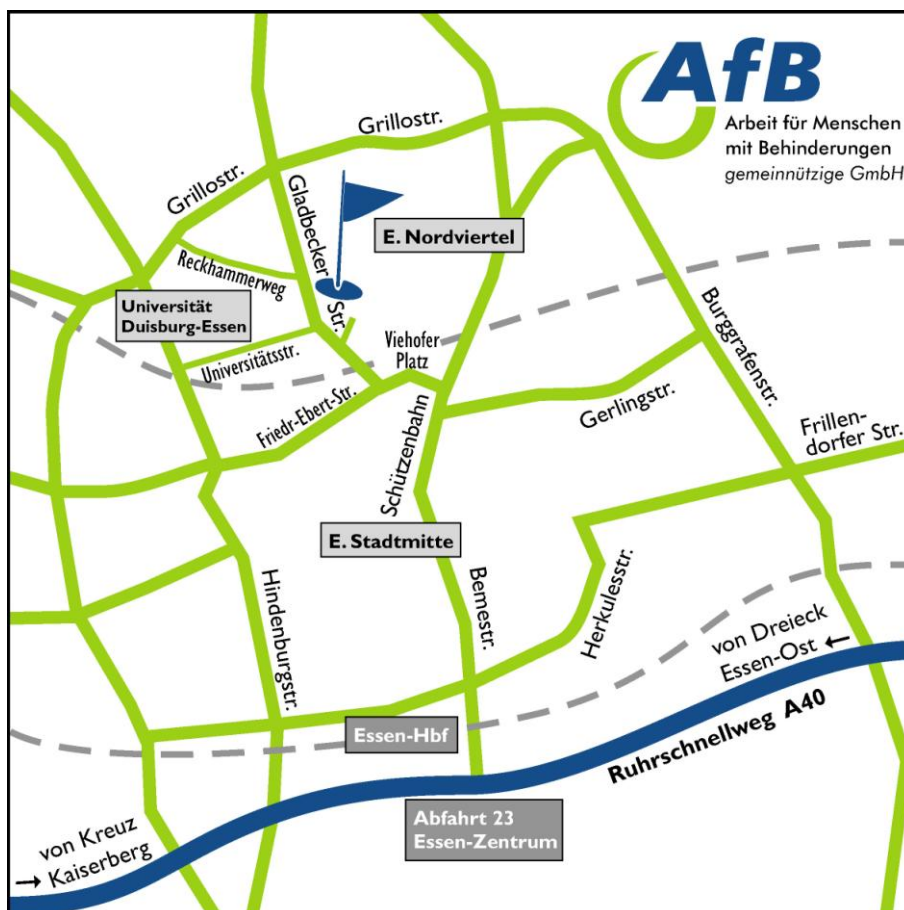 AfB
Arbeit für Menschen
mit Behinderungen
gemeinnützige GmbH
Grillostr.
Grillostr.
Gladbecker
Str.
E. Nordviertel
Reckhammerweg
Universität
Duisburg-Essen
Universitätsstr.
Viehofer
Platz
Burggrafenstr.
Friedr-Ebert-Str.
Gerlingstr.
Schützenbahn
Frillen-
dorfer Str.
E. Stadtmitte
Hindenburgstr.
Bernestr.
Herkulesstr.
von Dreieck
Essen-Ost ←
Essen-Hbf
Ruhrschnellweg A40
Abfahrt 23
Essen-Zentrum
von Kreuz
→ Kaiserberg